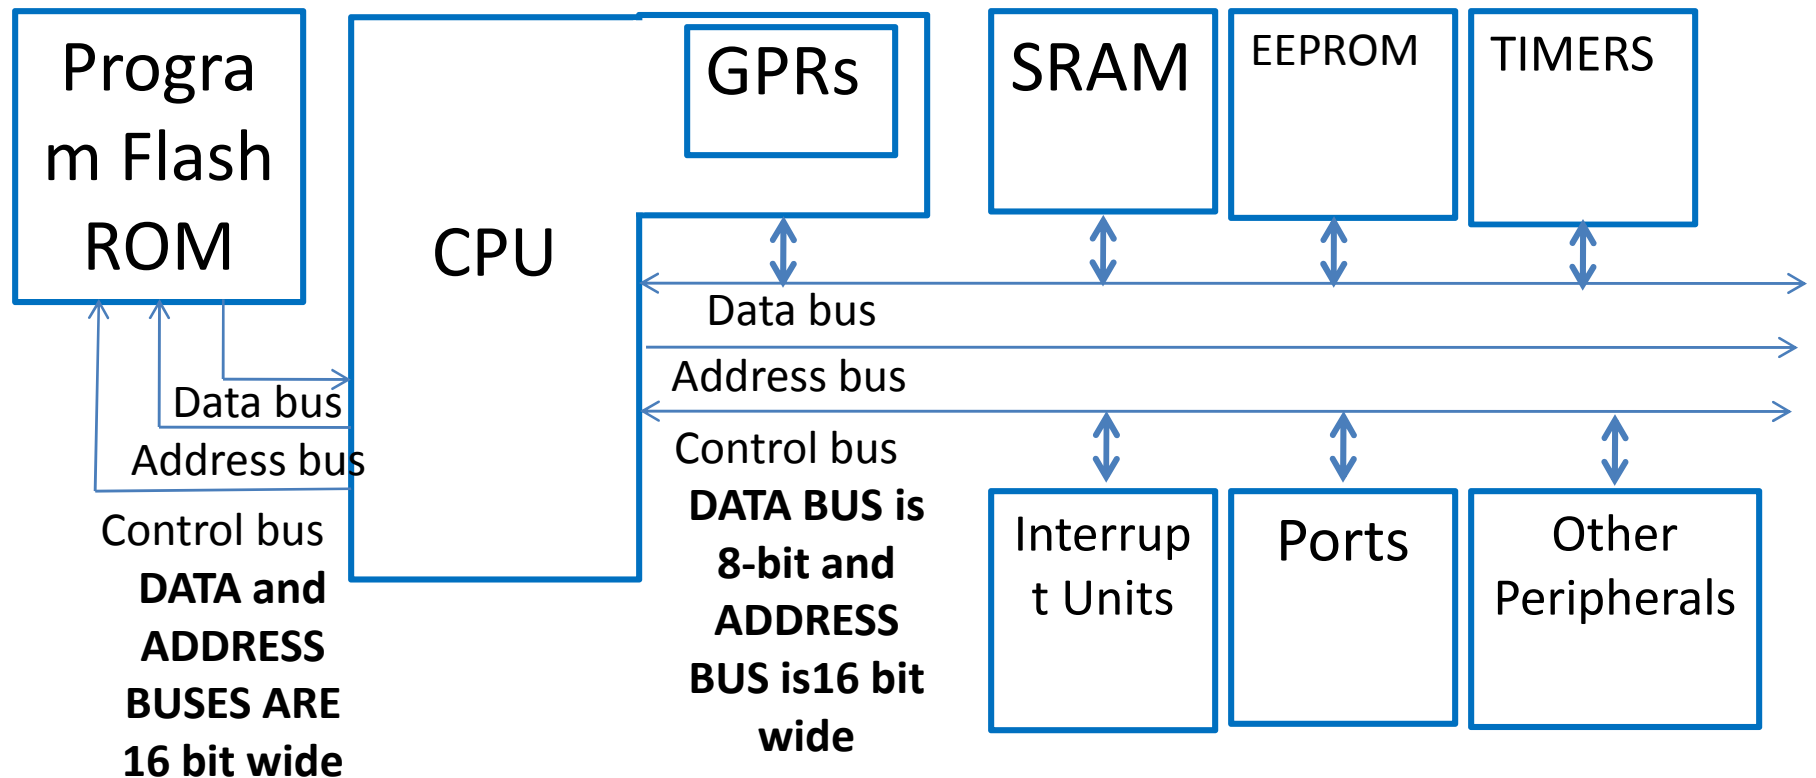 Progra
m Flash
ROM
CPU
GPRs
SRAM
EEPROM
TIMERS
Data bus
Address bus
Control bus
DATA and
ADDRESS
BUSES ARE
16 bit wide
Data bus
Address bus
Control bus
DATA BUS is
8-bit and
ADDRESS
BUS is16 bit
wide
Interrup
t Units
Ports
Other
Peripherals